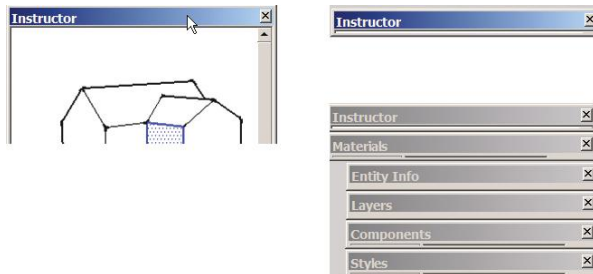 Instructor
Instructor
Instructor
Materials
Entity Info
Layers
Components
Styles